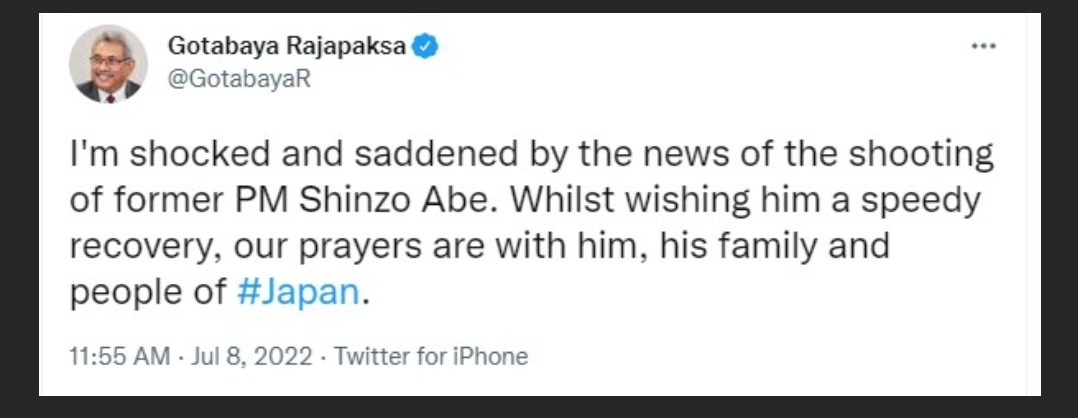 Gotabaya Rajapaksa
@GotabayaR
I'm shocked and saddened by the news of the shooting
of former PM Shinzo Abe. Whilst wishing him a speedy
recovery, our prayers are with him, his family and
people of #Japan.
11:55 AM · Jul 8, 2022 · Twitter for iPhone